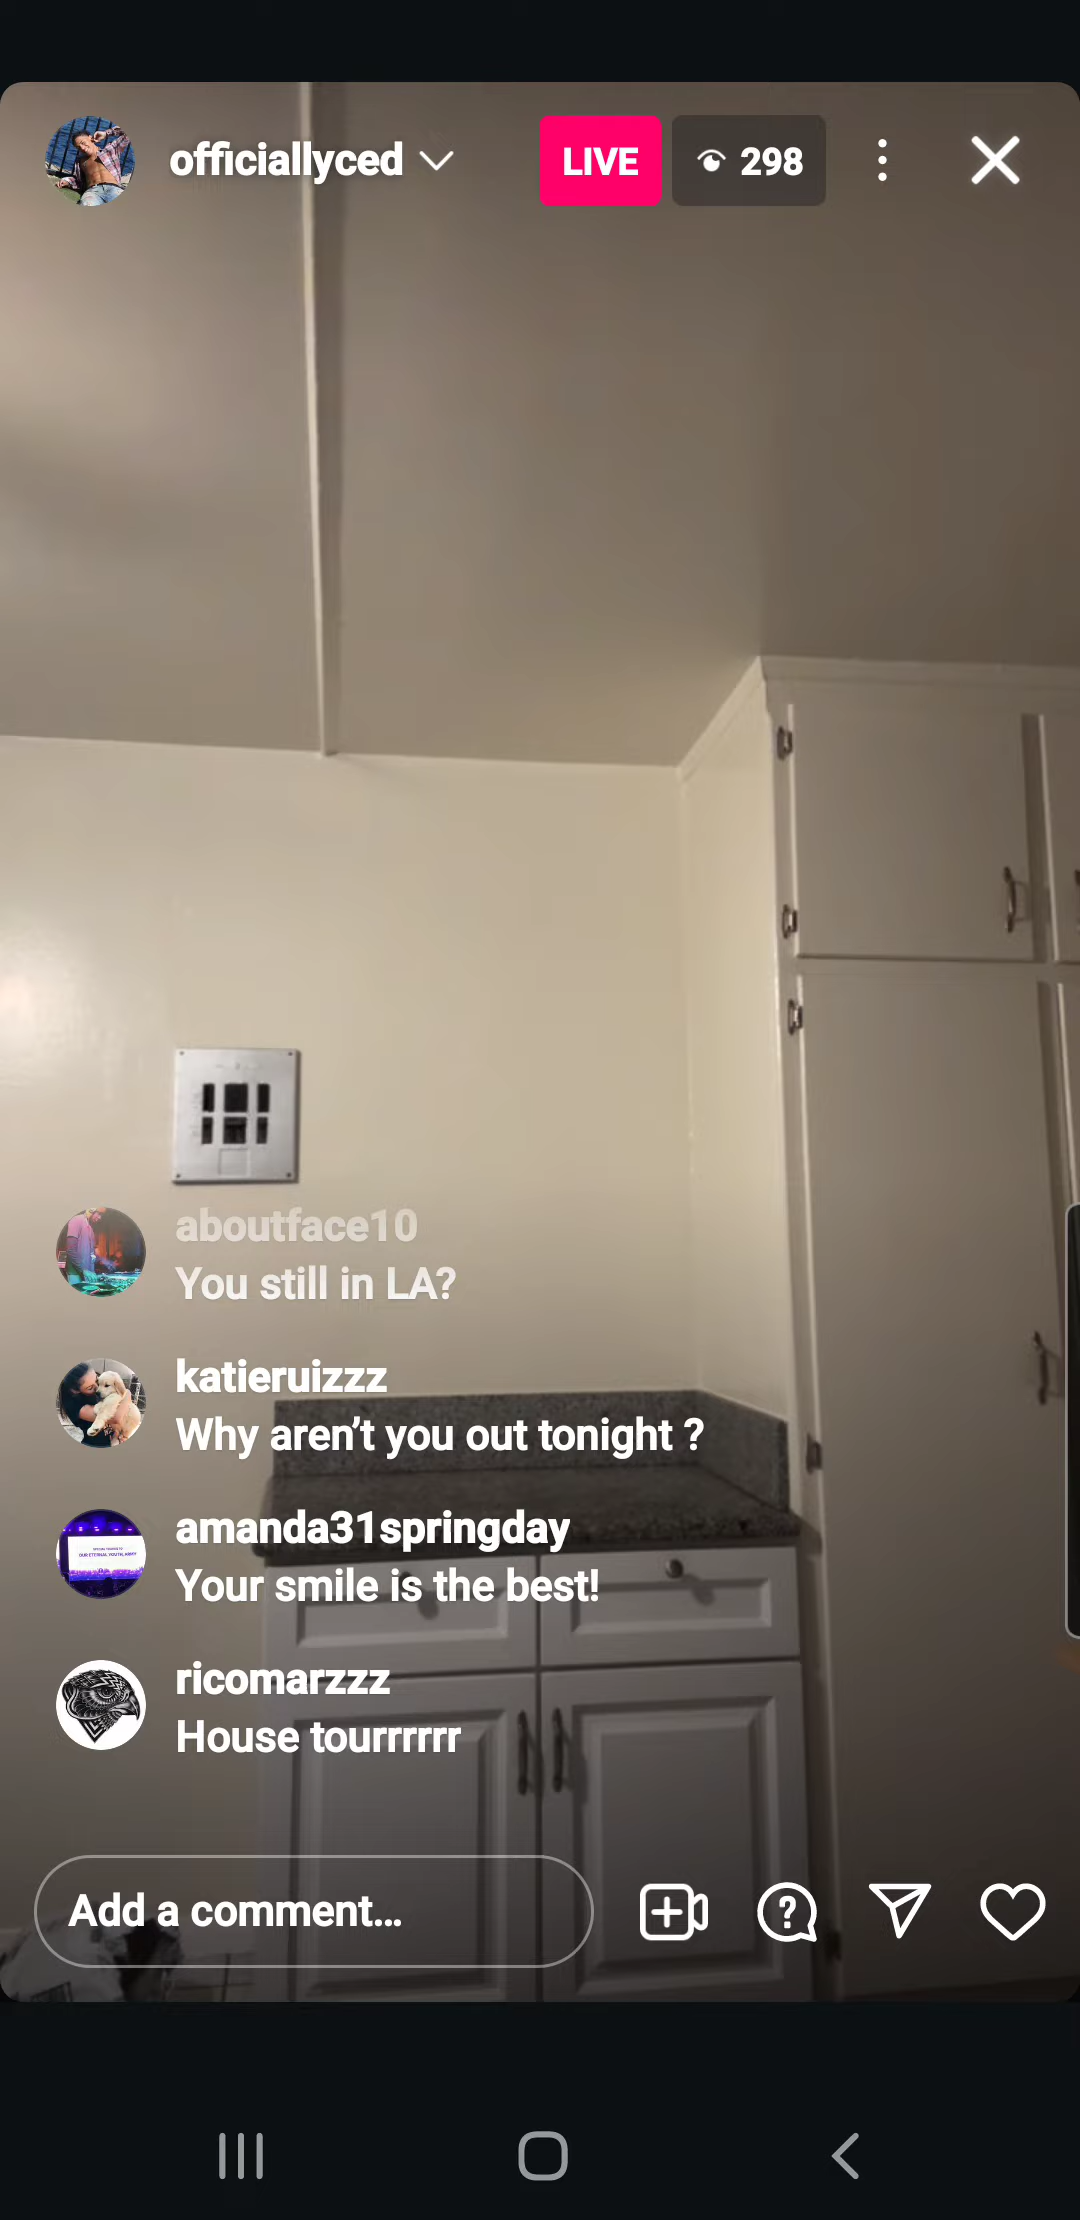 officiallyced
LIVE
298
aboutface10
You still in LA?
katieruizzz
Why aren’t you out tonight ?
amanda31springday
Your smile is the best!
ricomarzzz
House tourrrrrr
Add a comment...